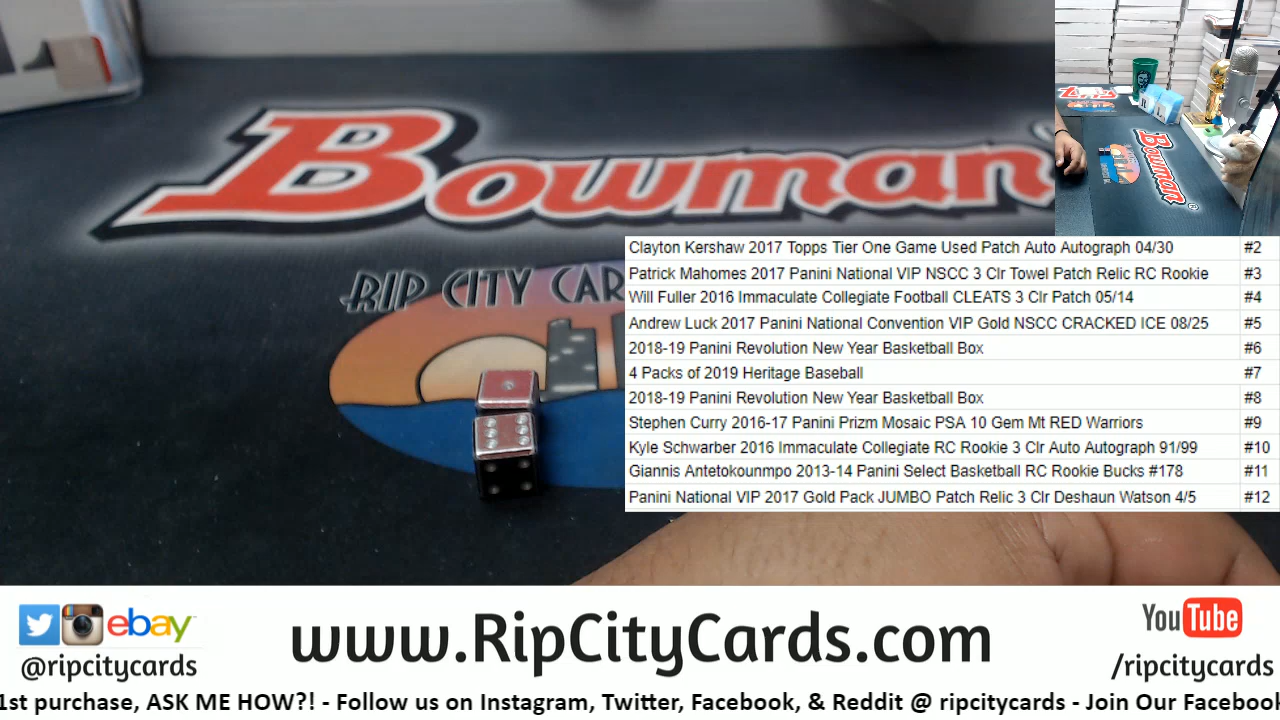 Bowman
RIP CITY CAR
Bowman
®
Clayton Kershaw 2017 Topps Tier One Game Used Patch Auto Autograph 04/30 #2
Patrick Mahomes 2017 Panini National VIP NSCC 3 Clr Towel Patch Relic RC Rookie #3
Will Fuller 2016 Immaculate Collegiate Football CLEATS 3 Clr Patch 05/14 #4
Andrew Luck 2017 Panini National Convention VIP Gold NSCC CRACKED ICE 08/25 #5
2018-19 Panini Revolution New Year Basketball Box #6
4 Packs of 2019 Heritage Baseball #7
2018-19 Panini Revolution New Year Basketball Box #8
Stephen Curry 2016-17 Panini Prizm Mosaic PSA 10 Gem Mt RED Warriors #9
Kyle Schwarber 2016 Immaculate Collegiate RC Rookie 3 Clr Auto Autograph 91/99 #10
Giannis Antetokounmpo 2013-14 Panini Select Basketball RC Rookie Bucks #178 #11
Panini National VIP 2017 Gold Pack JUMBO Patch Relic 3 Clr Deshaun Watson 4/5 #12
ebay
@ripcitycards
www.RipCityCards.com
YouTube
/ripcitycards
1st purchase, ASK ME HOW?! - Follow us on Instagram, Twitter, Facebook, & Reddit @ ripcitycards - Join Our Facebook